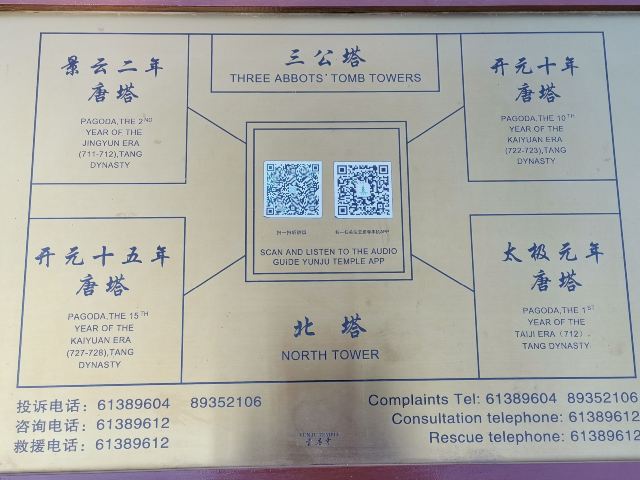 景云二年
唐塔
PAGODA,THE 2ND
YEAR OF THE
JINGYUN ERA
(711-712),TANG
DYNASTY
三公塔
THREE ABBOTS' TOMB TOWERS
开元十年
唐塔
PAGODA,THE 10TH
YEAR OF THE
KAIYUAN ERA
(722-723),TANG
DYNASTY
SCAN AND LISTEN TO THE AUDIO
GUIDE YUNJU TEMPLE APP
开元十五年
唐塔
PAGODA,THE 15TH
YEAR OF THE
KAIYUAN ERA
(727-728),TANG
DYNASTY
北塔
NORTH TOWER
太极元年
唐塔
PAGODA,THE 1ST
YEAR OF THE
TAIJI ERA（712）,
TANG DYNASTY
投诉电话：61389604 89352106
咨询电话：61389612
救援电话：61389612
Complaints Tel: 61389604 89352106
Consultation telephone: 61389612
Rescue telephone: 61389612
YUNJU TEMPLE